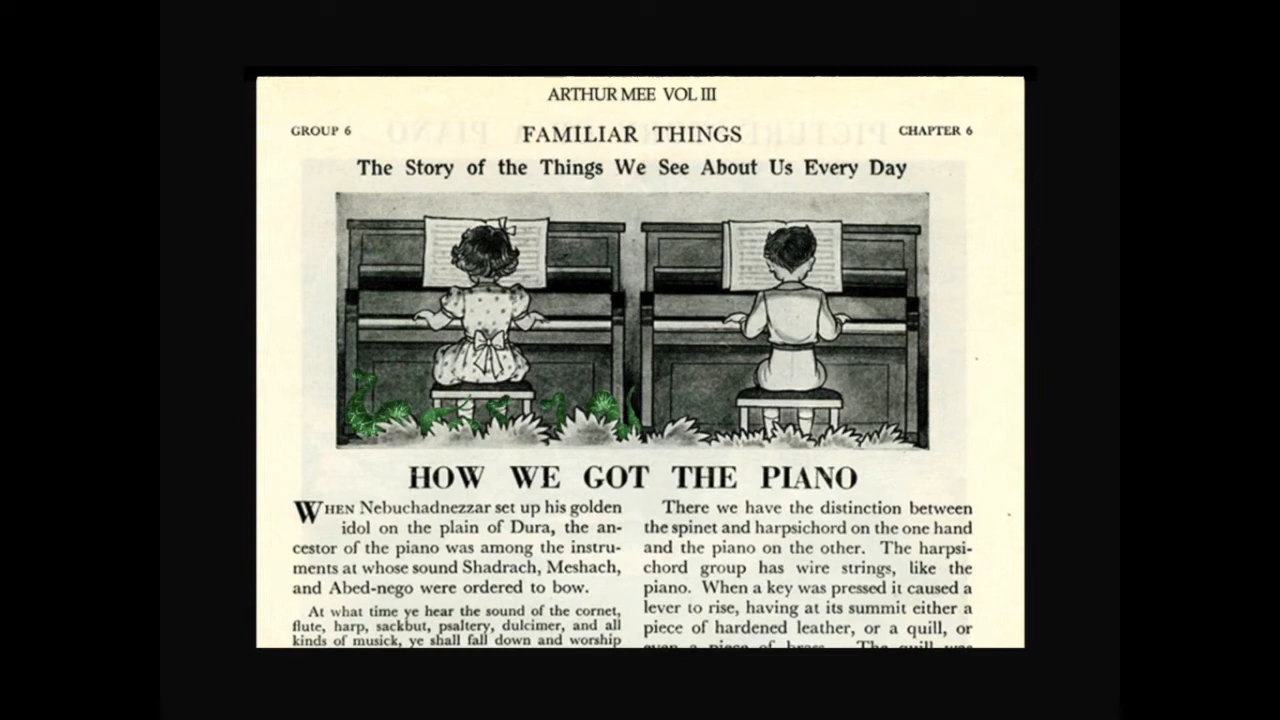 ARTHUR MEE VOL III
GROUP 6
FAMILIAR THINGS
CHAPTER 6
The Story of the Things We See About Us Every Day
HOW WE GOT THE PIANO
WHEN Nebuchadnezzar set up his golden
idol on the plain of Dura, the an-
cestor of the piano was among the instru-
ments at whose sound Shadrach, Meshach,
and Abed-nego were ordered to bow.
At what time ye hear the sound of the cornet,
flute, harp, sackbut, psaltery, dulcimer, and all
kinds of musick, ye shall fall down and worship
There we have the distinction between
the spinet and harpsichord on the one hand
and the piano on the other. The harpsi-
chord group has wire strings, like the
piano. When a key was pressed it caused a
lever to rise, having at its summit either a
piece of hardened leather, or a quill, or
even a piece of brass. The quill was